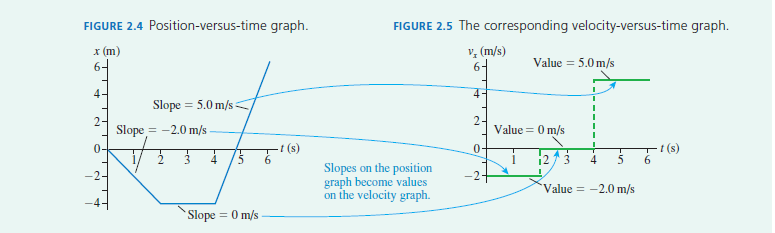 FIGURE 2.4 Position-versus-time graph.
x (m)
6
4
Slope = 5.0 m/s
2
Slope = −2.0 m/s
0
1 2 3 4 5 6 t (s)
−2
−4
Slope = 0 m/s
Slopes on the position
graph become values
on the velocity graph.
FIGURE 2.5 The corresponding velocity-versus-time graph.
vx (m/s)
6
Value = 5.0 m/s
4
2
Value = 0 m/s
0
1 2 3 4 5 6 t (s)
−2
Value = −2.0 m/s